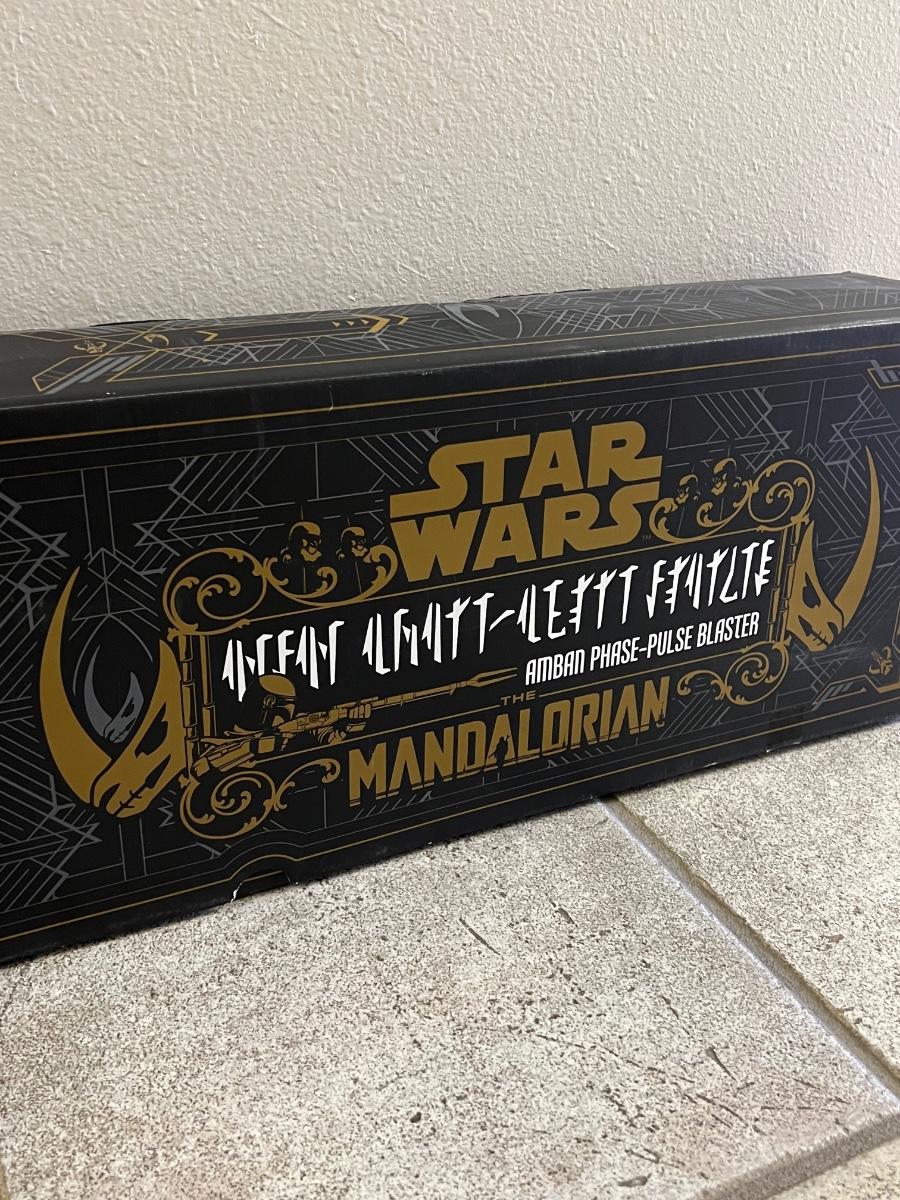 STAR
WARS
AMBAN PHASE-PULSE BLASTER
THE
MANDALORIAN